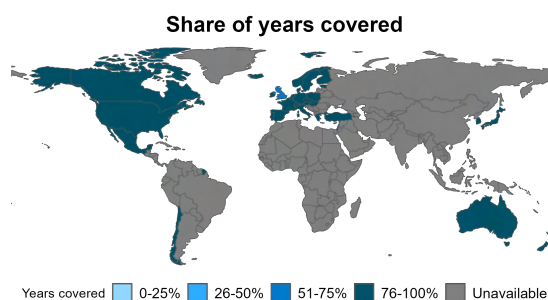 Share of years covered
Years covered 0-25% 26-50% 51-75% 76-100% Unavailable